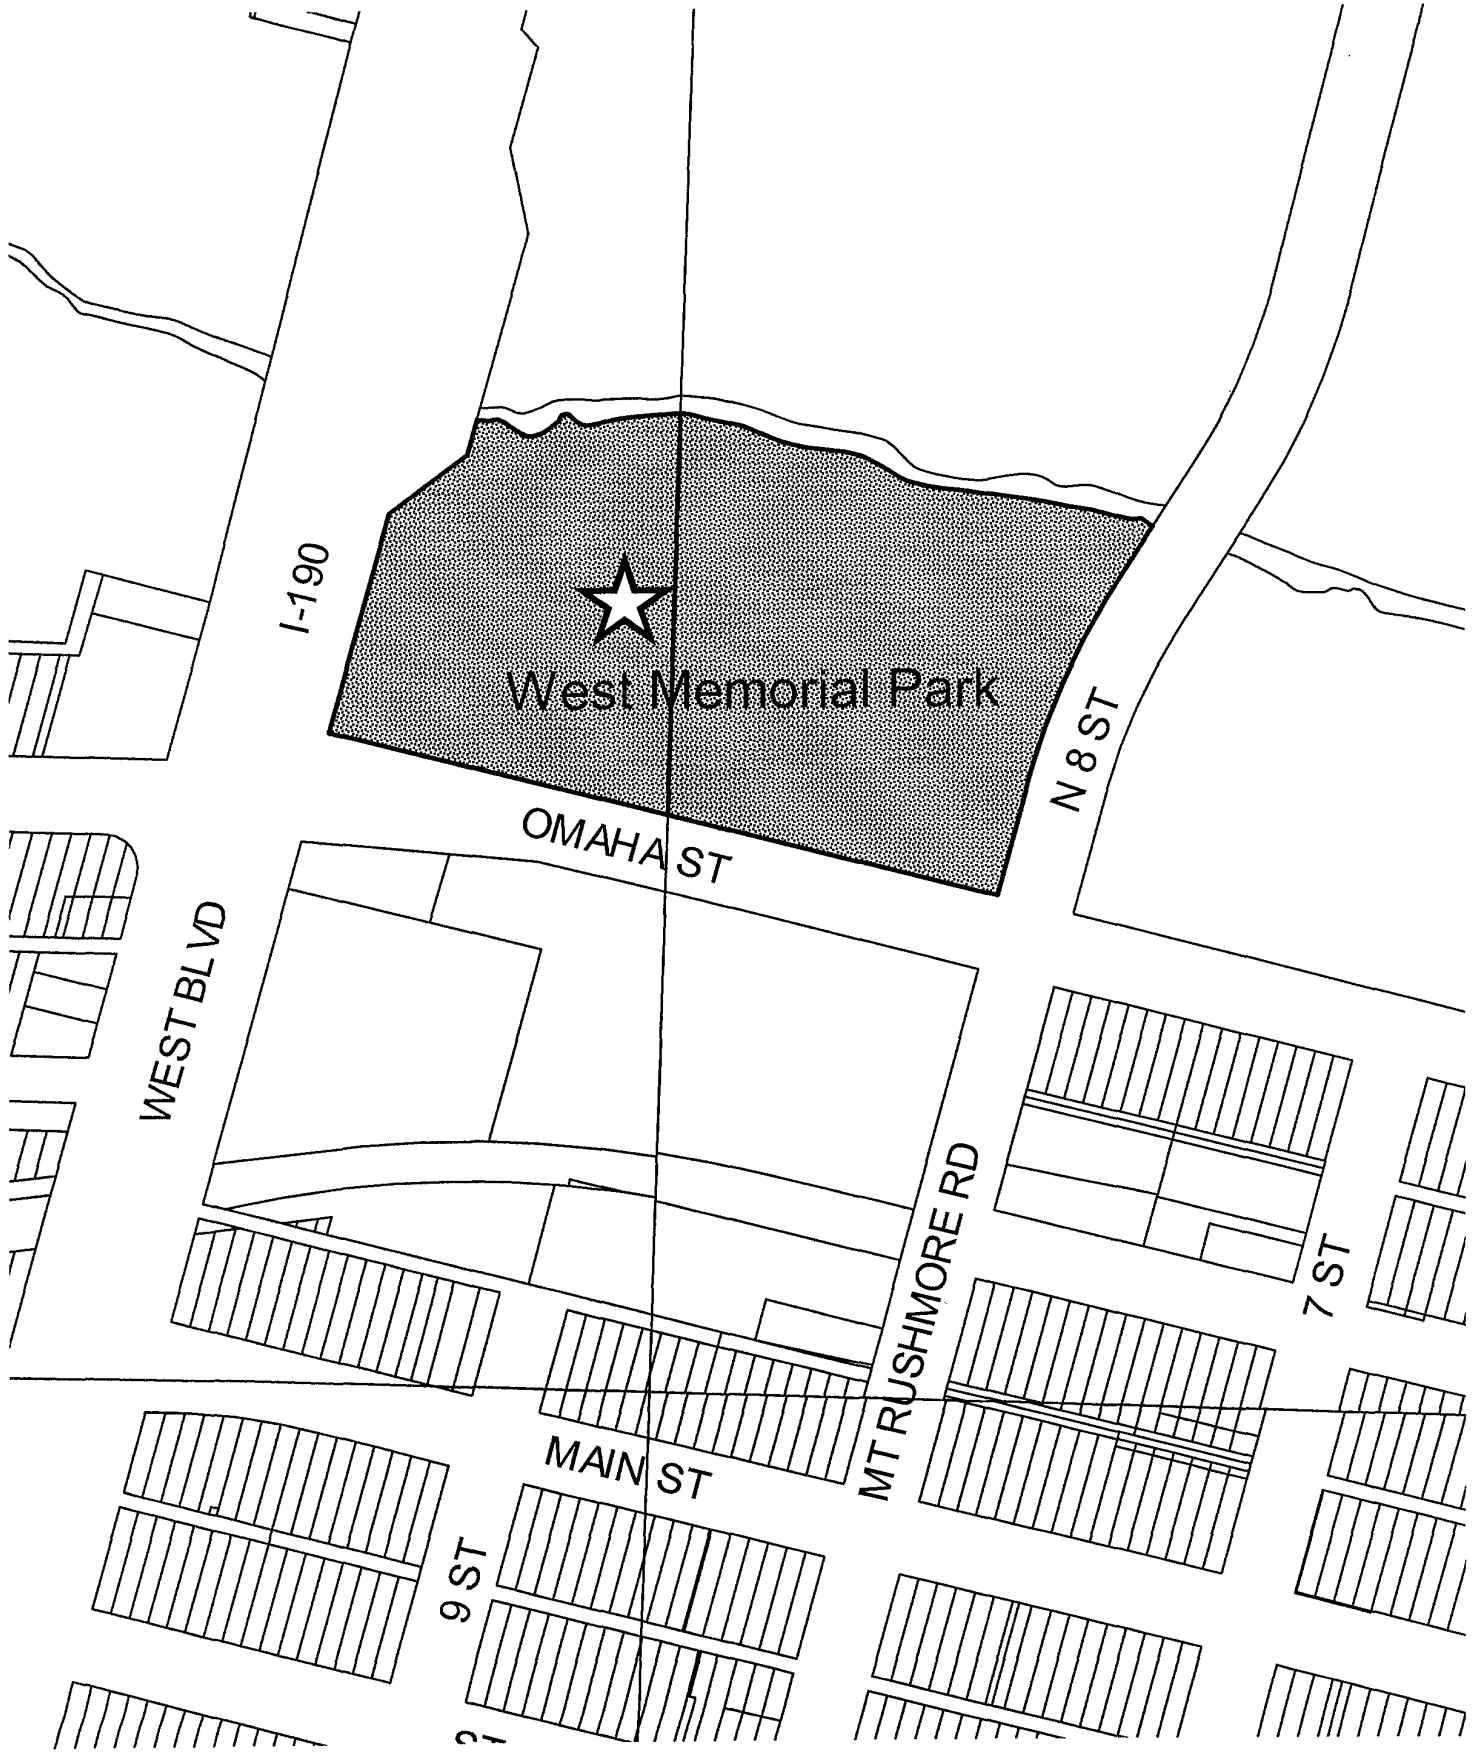 I-190
West Memorial Park
N 8 ST
OMAHA ST
WEST BLVD
MT RUSHMORE RD
7 ST
MAIN ST
9 ST